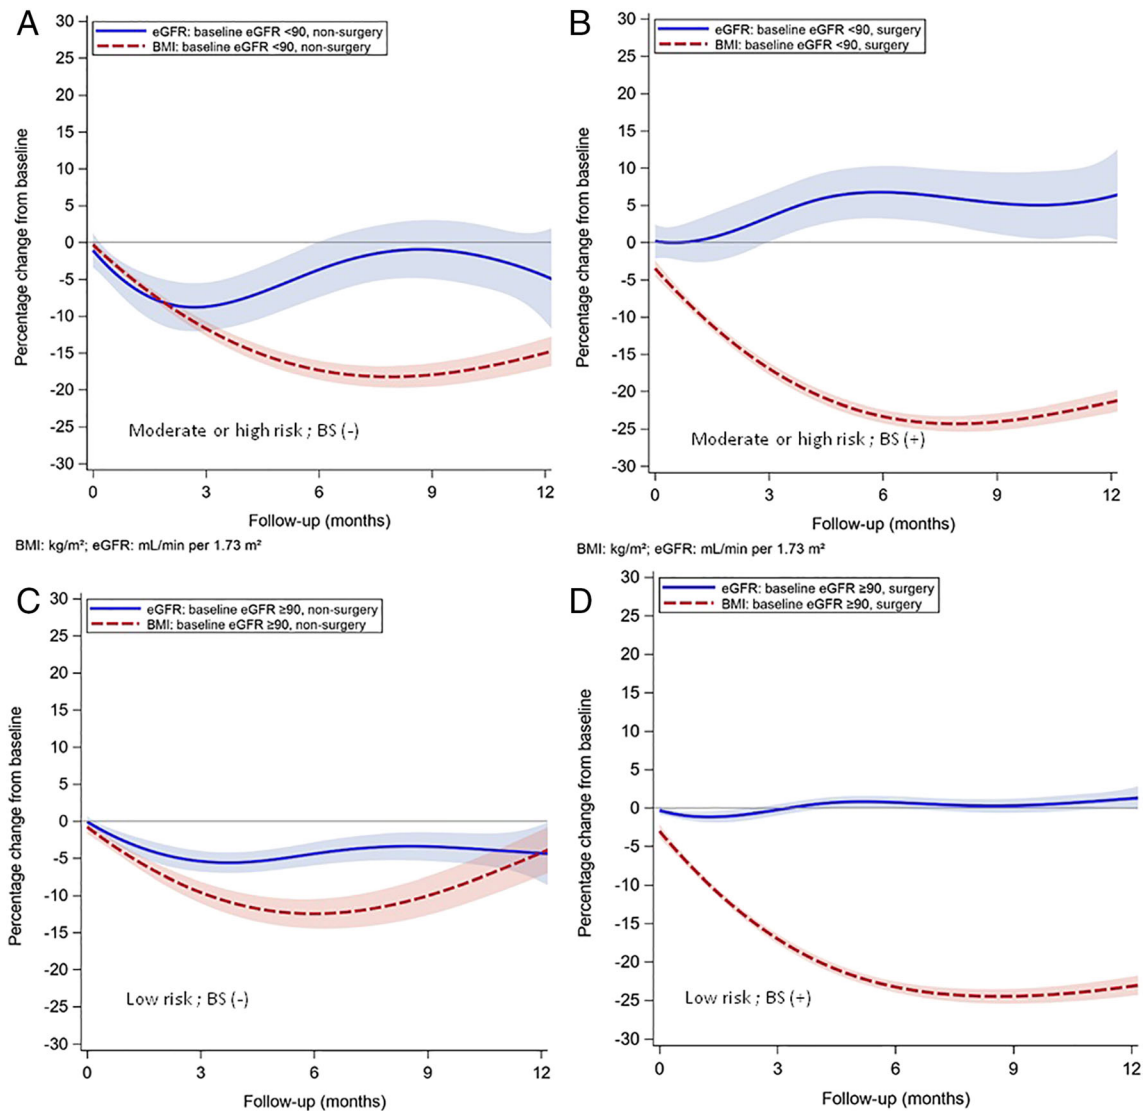 A
eGFR: baseline eGFR <90, non-surgery
BMI: baseline eGFR <90, non-surgery
30
25
20
15
10
5
0
-5
-10
-15
-20
-25
-30
Percentage change from baseline
Moderate or high risk ; BS (-)
0 3 6 9 12
Follow-up (months)
BMI: kg/m²; eGFR: mL/min per 1.73 m²
B
eGFR: baseline eGFR <90, surgery
BMI: baseline eGFR <90, surgery
30
25
20
15
10
5
0
-5
-10
-15
-20
-25
-30
Percentage change from baseline
Moderate or high risk ; BS (+)
0 3 6 9 12
Follow-up (months)
BMI: kg/m²; eGFR: mL/min per 1.73 m²
C
eGFR: baseline eGFR ≥90, non-surgery
BMI: baseline eGFR ≥90, non-surgery
30
25
20
15
10
5
0
-5
-10
-15
-20
-25
-30
Percentage change from baseline
Low risk ; BS (-)
0 3 6 9 12
Follow-up (months)
D
eGFR: baseline eGFR ≥90, surgery
BMI: baseline eGFR ≥90, surgery
30
25
20
15
10
5
0
-5
-10
-15
-20
-25
-30
Percentage change from baseline
Low risk ; BS (+)
0 3 6 9 12
Follow-up (months)